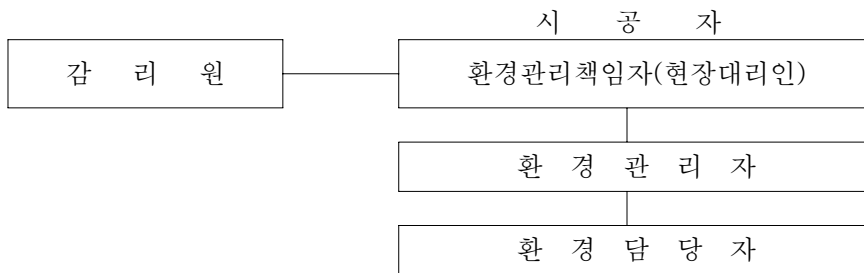 시 공 자
감 리 원
환경관리책임자(현장대리인)
환 경 관 리 자
환 경 담 당 자